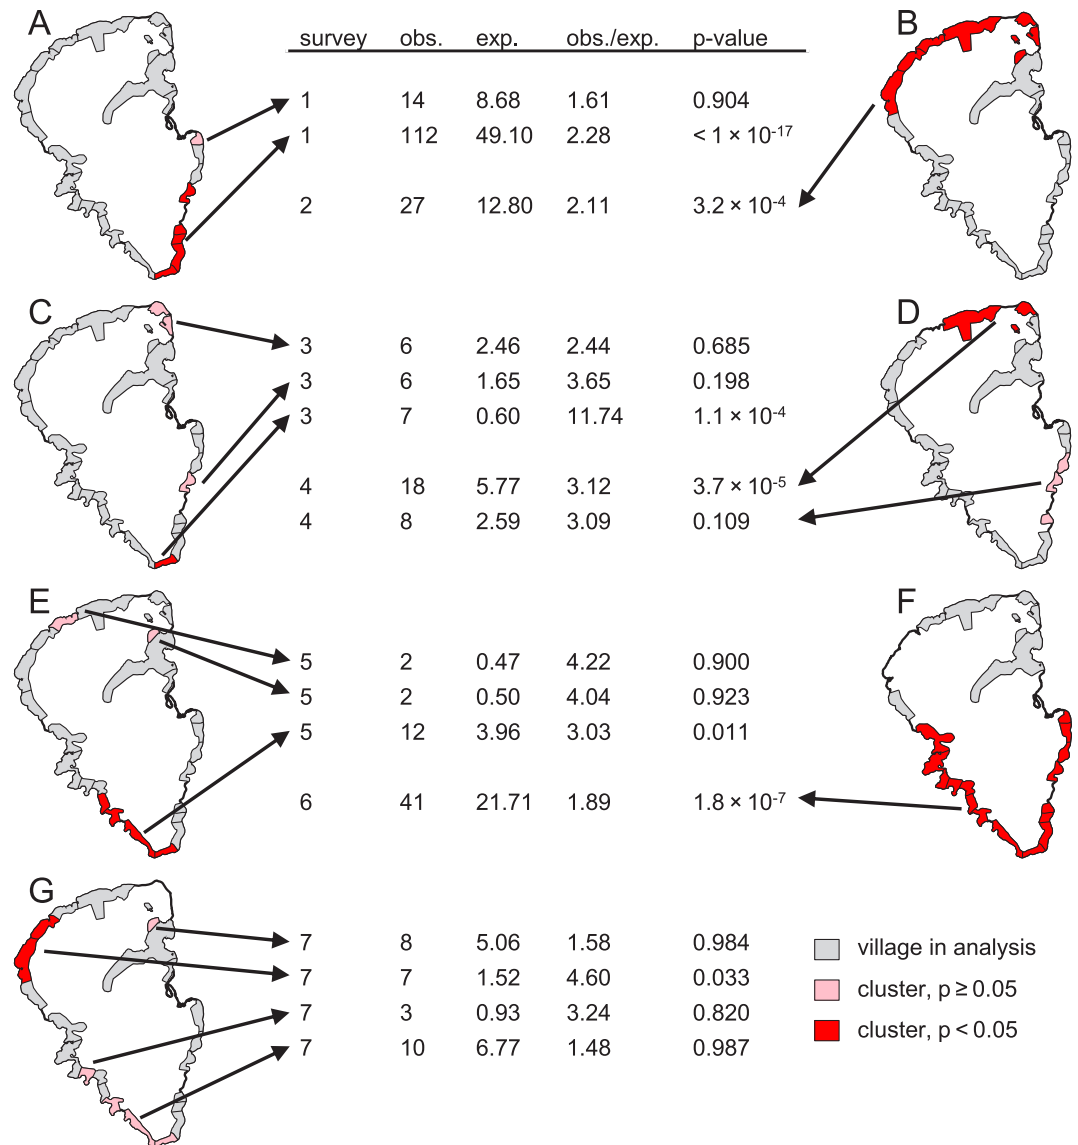 A
survey obs. exp. obs./exp. p-value
B
1 14 8.68 1.61 0.904
1 112 49.10 2.28 < 1 × 10⁻¹⁷
2 27 12.80 2.11 3.2 × 10⁻⁴
C
D
3 6 2.46 2.44 0.685
3 6 1.65 3.65 0.198
3 7 0.60 11.74 1.1 × 10⁻⁴
4 18 5.77 3.12 3.7 × 10⁻⁵
4 8 2.59 3.09 0.109
E
F
5 2 0.47 4.22 0.900
5 2 0.50 4.04 0.923
5 12 3.96 3.03 0.011
6 41 21.71 1.89 1.8 × 10⁻⁷
G
7 8 5.06 1.58 0.984
7 7 1.52 4.60 0.033
7 3 0.93 3.24 0.820
7 10 6.77 1.48 0.987
village in analysis
cluster, p ≥ 0.05
cluster, p < 0.05